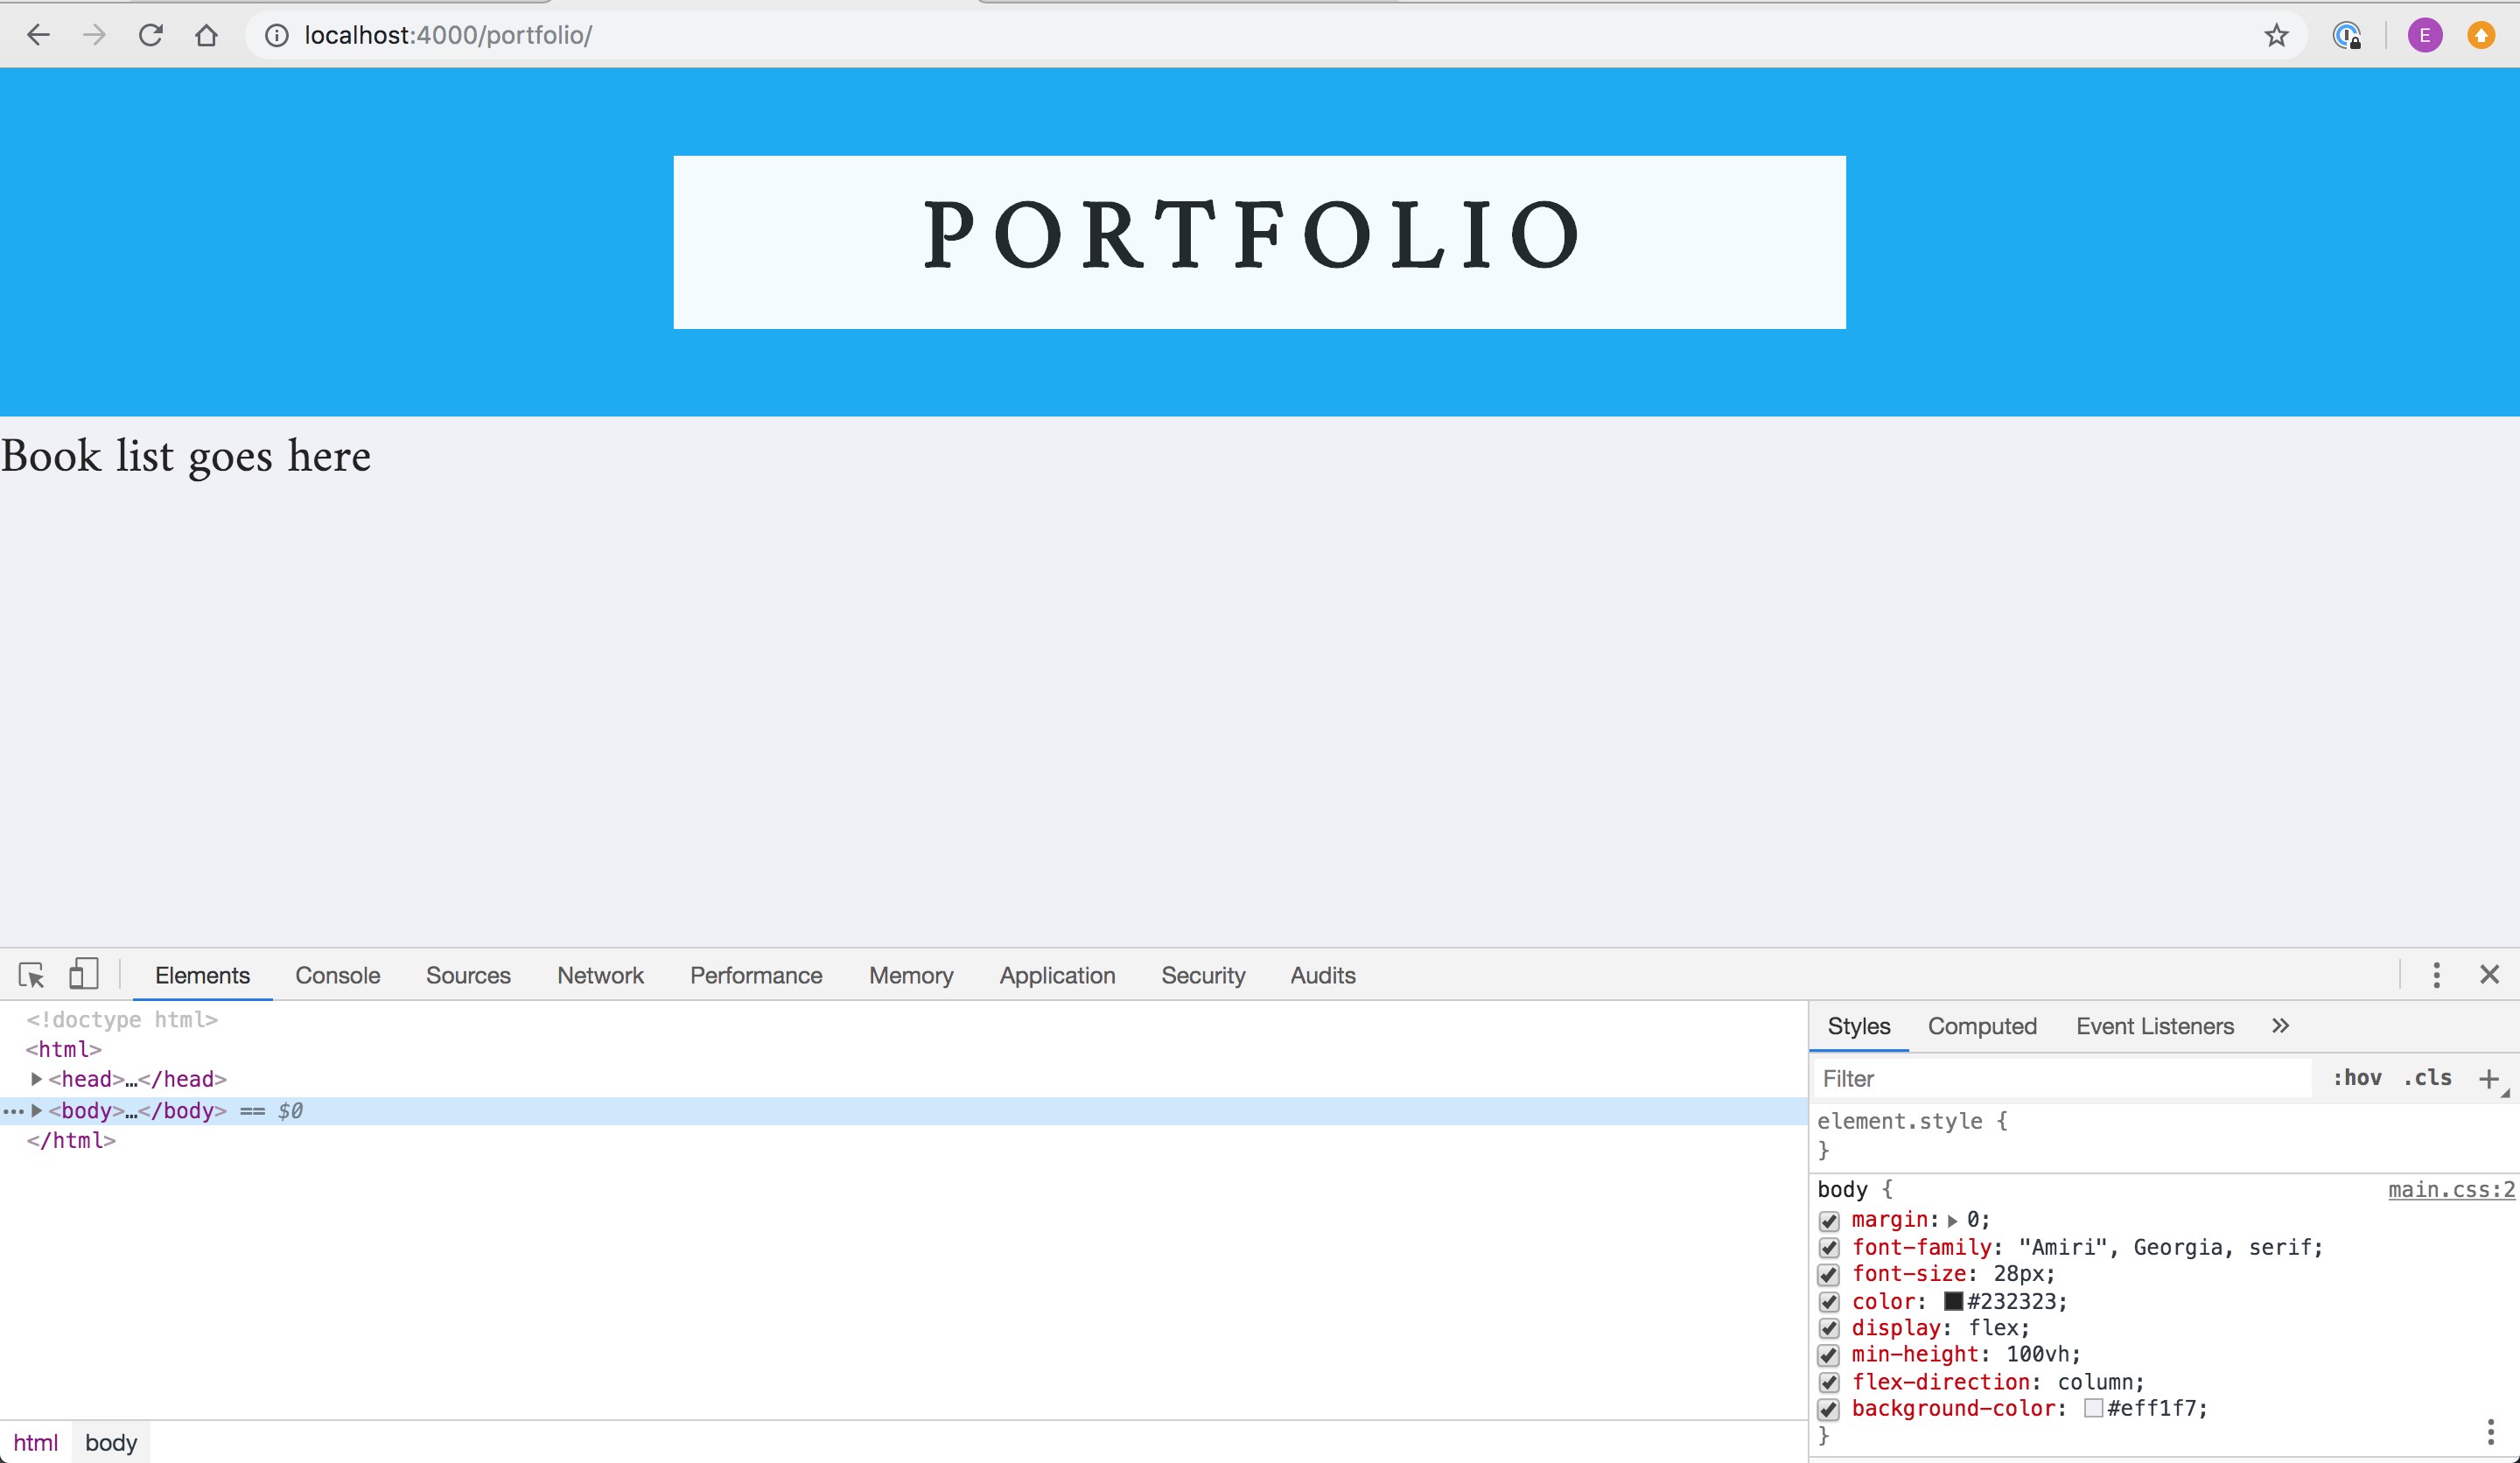 localhost:4000/portfolio/
E
PORTFOLIO
Book list goes here
Elements Console Sources Network Performance Memory Application Security Audits
<!doctype html>
<html>
<head>…</head>
<body>…</body> == $0
</html>
html body
Styles Computed Event Listeners »
Filter :hov .cls +
element.style {
}
body { main.css:2
margin: 0;
font-family: "Amiri", Georgia, serif;
font-size: 28px;
color: #232323;
display: flex;
min-height: 100vh;
flex-direction: column;
background-color: #eff1f7;
}